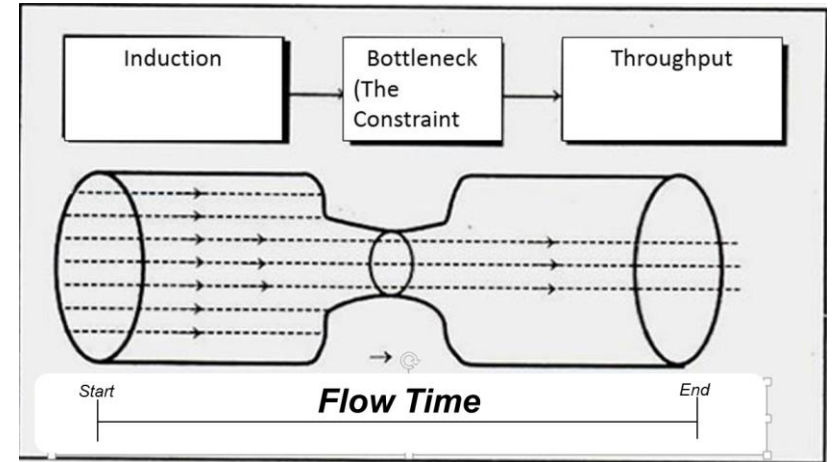 Induction
Bottleneck
(The
Constraint
Throughput
Start
Flow Time
End